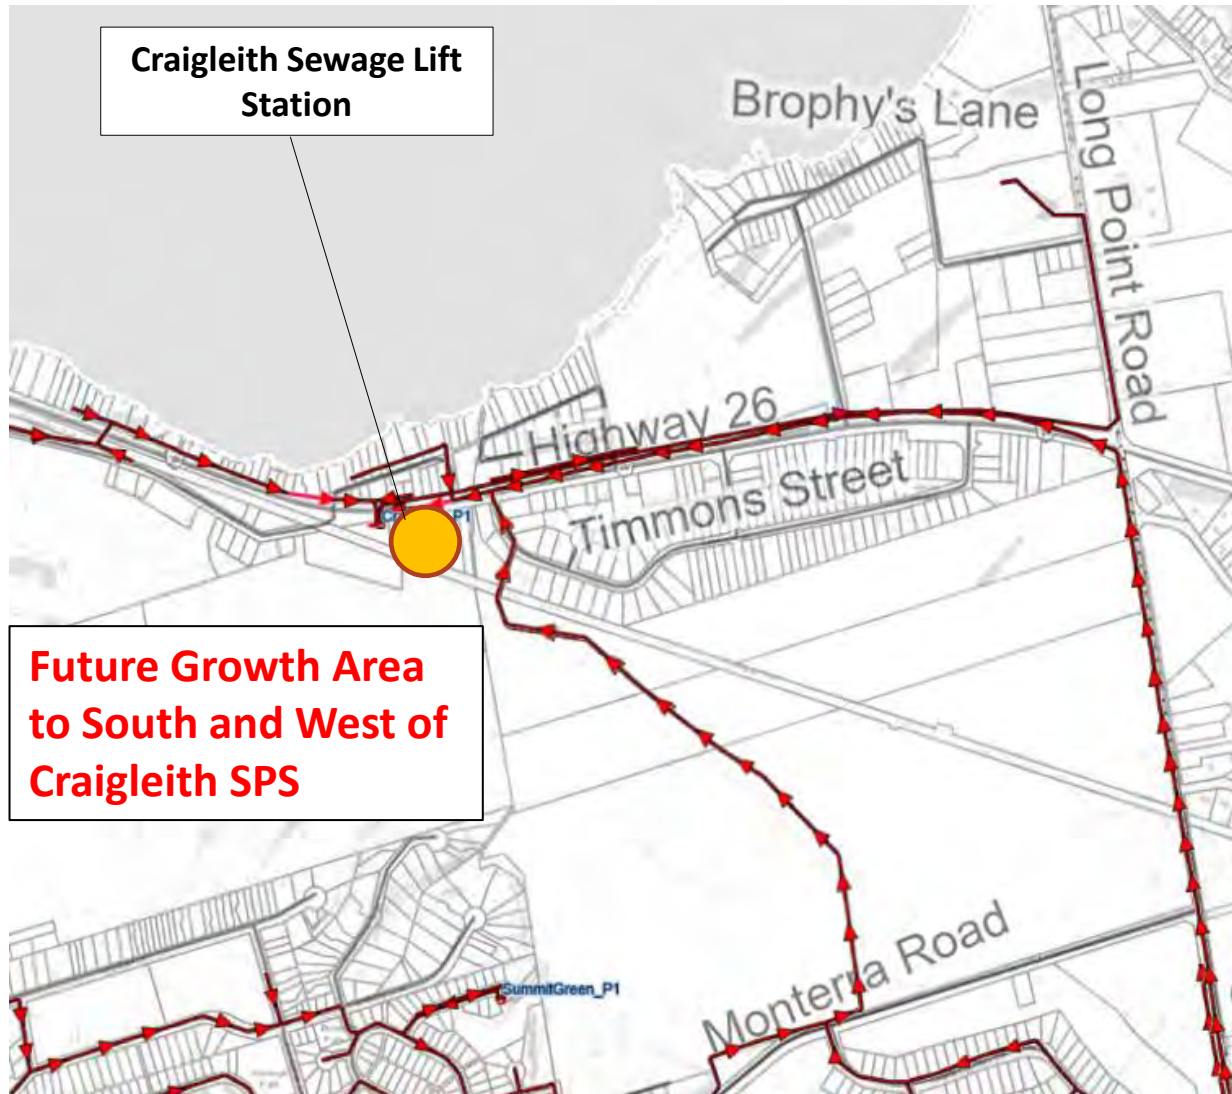 Craigleith Sewage Lift
Station
Brophy's Lane
Long Point Road
Highway 26
Timmons Street
P1
Future Growth Area
to South and West of
Craigleith SPS
SummitGreen_P1
Monterra Road